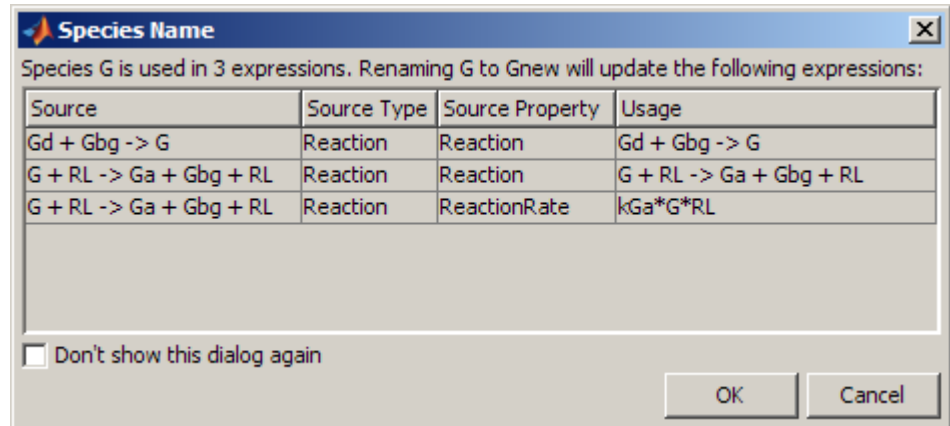 Species Name
Species G is used in 3 expressions. Renaming G to Gnew will update the following expressions:
Source Source Type Source Property Usage
Gd + Gbg -> G Reaction Reaction Gd + Gbg -> G
G + RL -> Ga + Gbg + RL Reaction Reaction G + RL -> Ga + Gbg + RL
G + RL -> Ga + Gbg + RL Reaction ReactionRate kGa*G*RL
Don't show this dialog again
OK Cancel